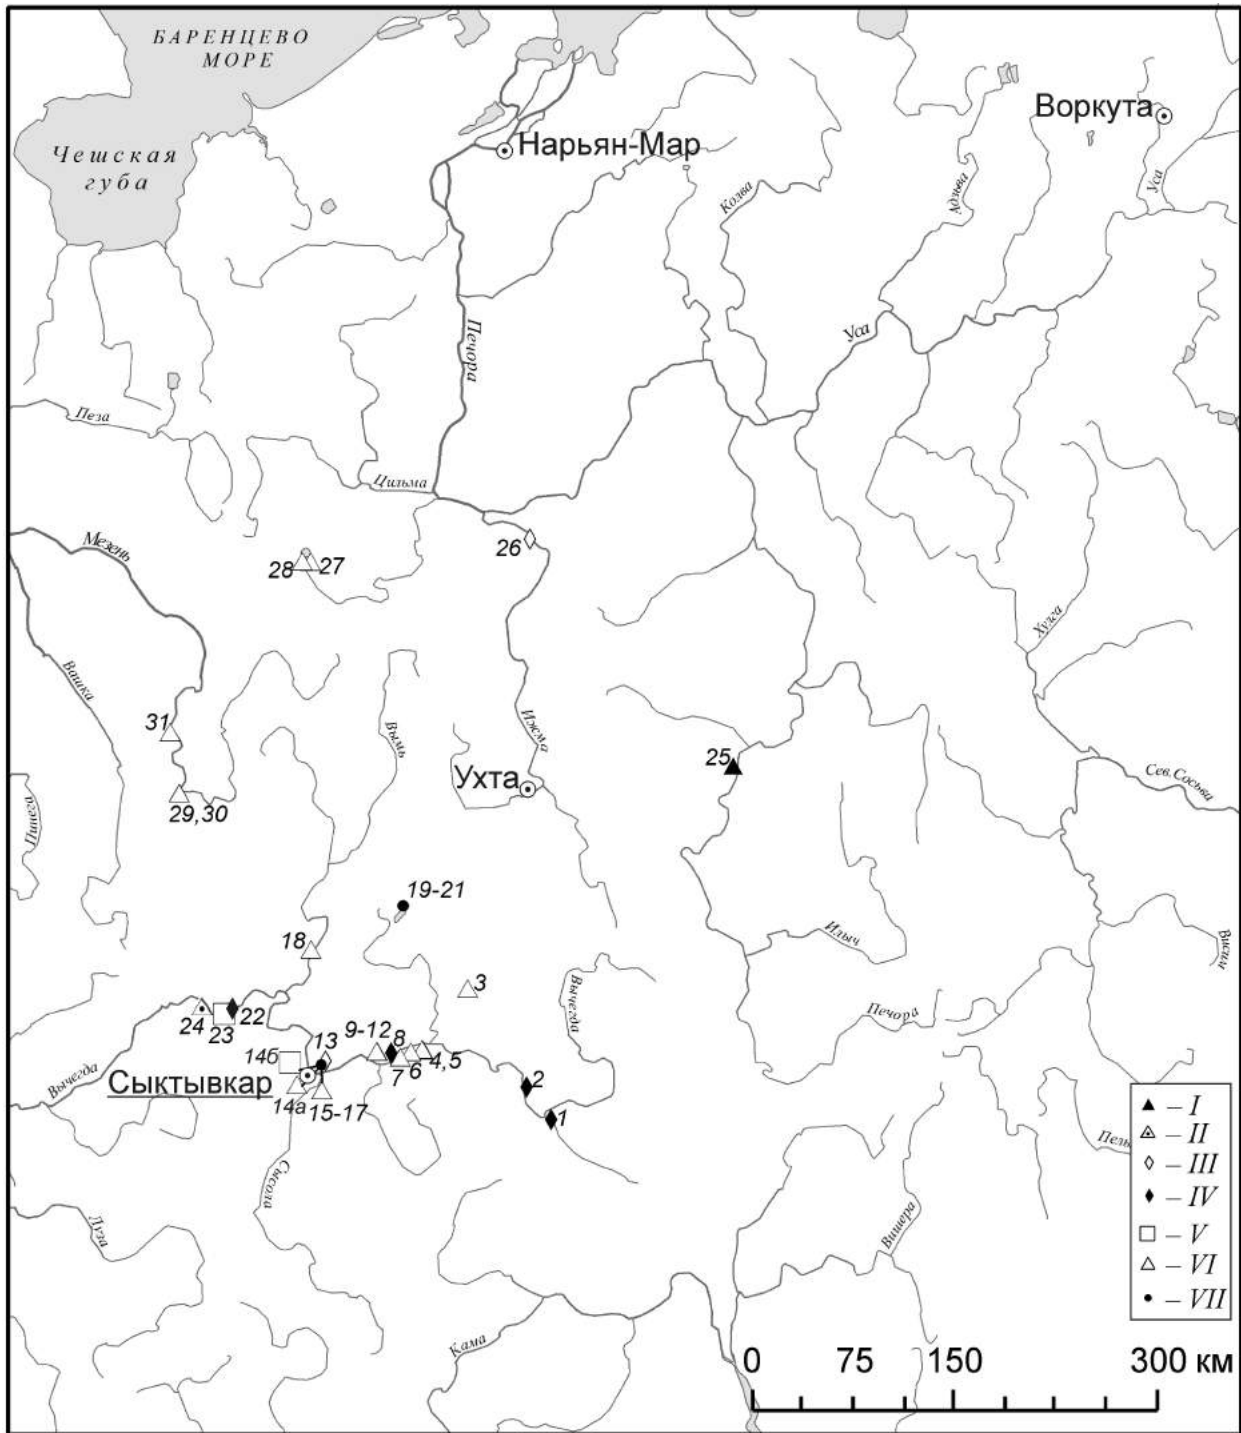 БАРЕНЦЕВО
МОРЕ
Чешская
губа
Нарьян-Мар
Воркута
Колва
Адзьва
Уса
Печора
Уса
Пеза
Цильма
Мезень
26
28
27
Хулга
Вашка
31
Вымь
Ижма
25
Ухта
Сев.Сосьва
29,30
Пинега
19-21
18
Илыч
Висим
3
Вычегда
Печора
24
23
22
9-12
8
13
14б
7
6
4,5
2
Вычегда
Сыктывкар
14а
15-17
1
Сысола
Луза
Вишера
Кама
▲ – I
– II
◊ – III
♦ – IV
□ – V
△ – VI
● – VII
0 75 150 300 км